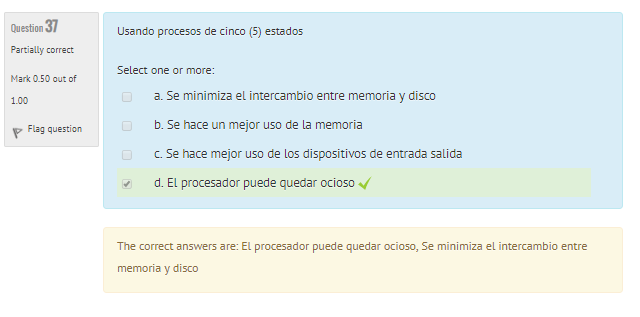 Question 37
Partially correct
Mark 0.50 out of
1.00
Flag question
Usando procesos de cinco (5) estados
Select one or more:
a. Se minimiza el intercambio entre memoria y disco
b. Se hace un mejor uso de la memoria
c. Se hace mejor uso de los dispositivos de entrada salida
d. El procesador puede quedar ocioso
The correct answers are: El procesador puede quedar ocioso, Se minimiza el intercambio entre
memoria y disco